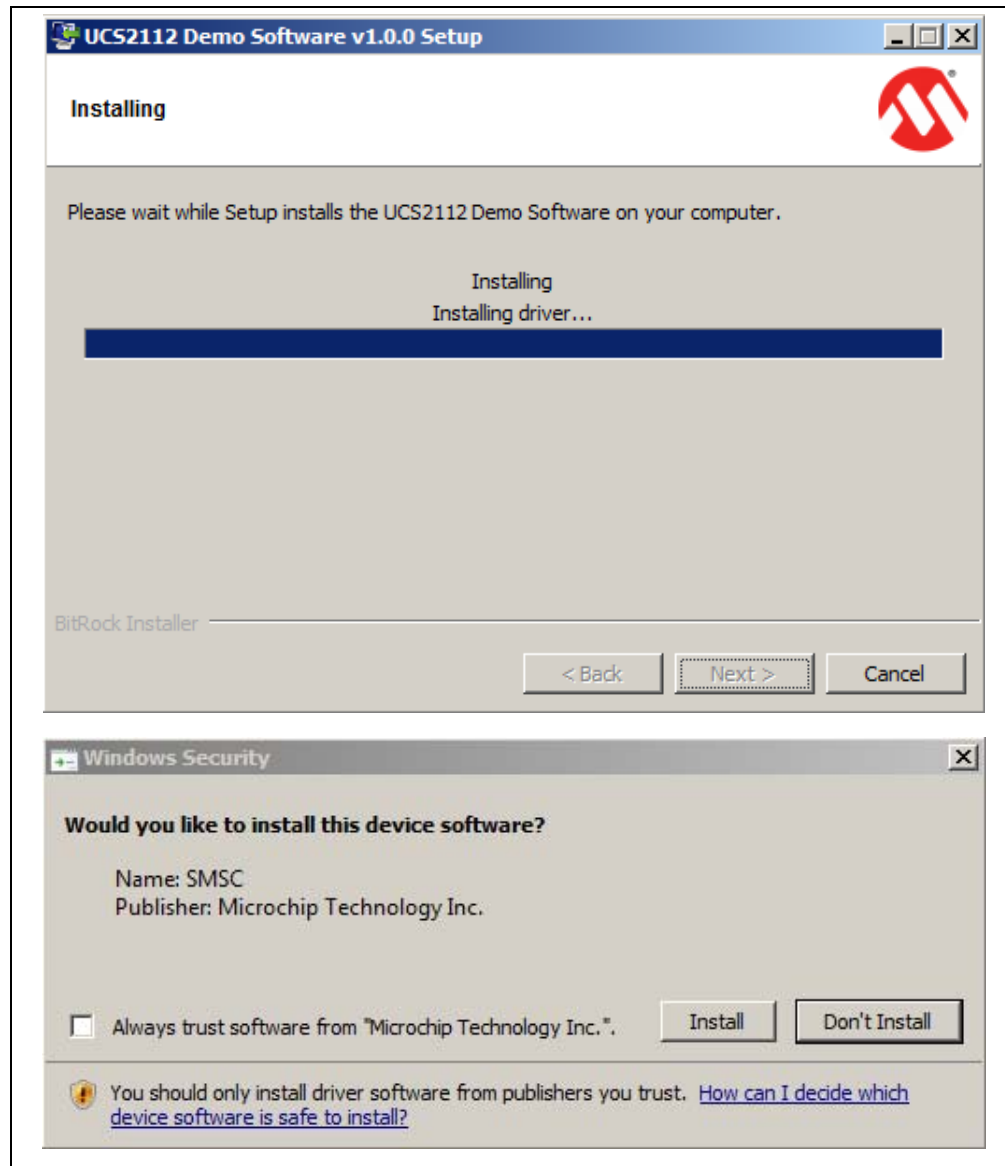 UCS2112 Demo Software v1.0.0 Setup
Installing
Please wait while Setup installs the UCS2112 Demo Software on your computer.
Installing
Installing driver...
BitRock Installer
< Back Next > Cancel
Windows Security
Would you like to install this device software?
Name: SMSC
Publisher: Microchip Technology Inc.
Always trust software from "Microchip Technology Inc.". Install Don't Install
You should only install driver software from publishers you trust. How can I decide which
device software is safe to install?